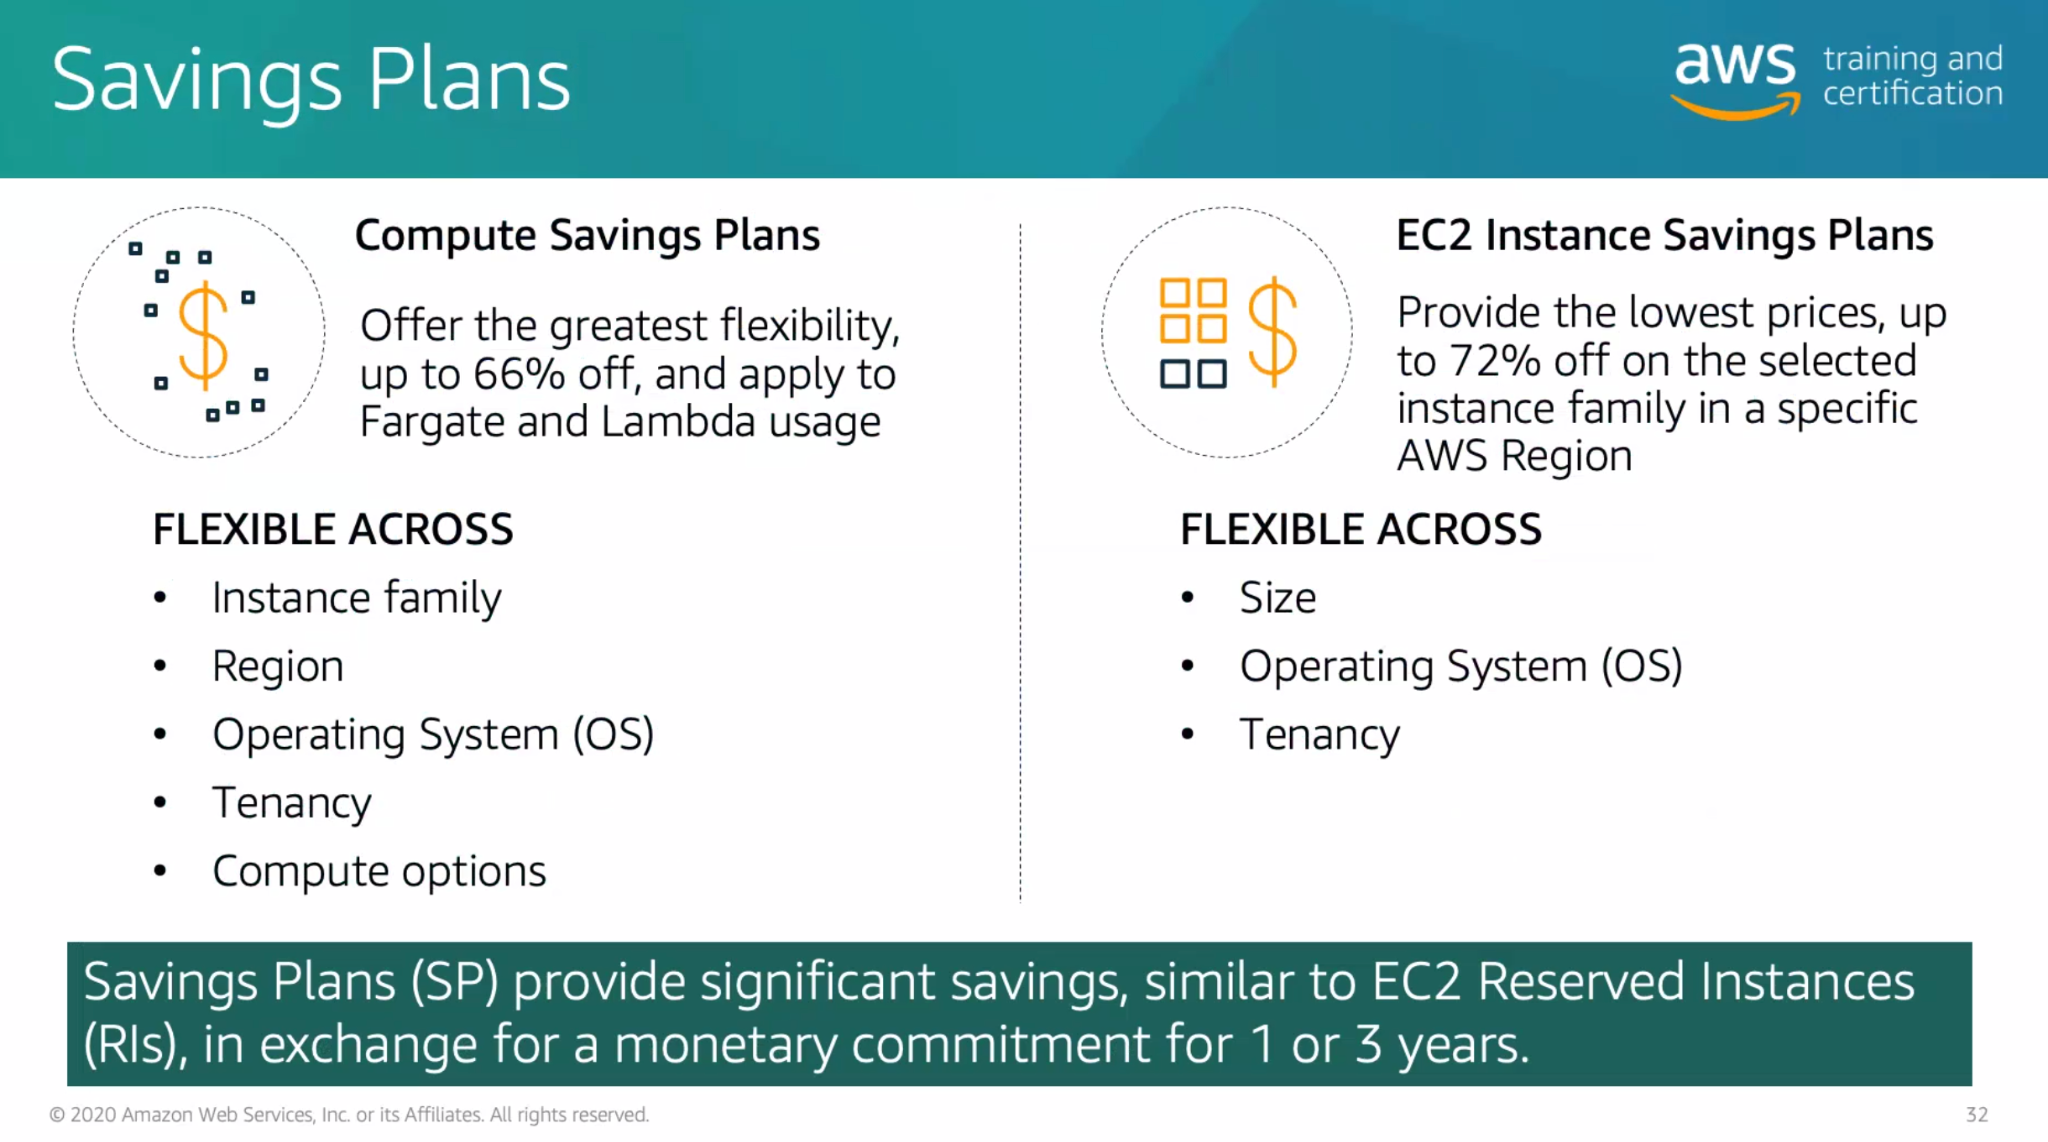 Savings Plans
aws training and
certification
Compute Savings Plans
Offer the greatest flexibility,
up to 66% off, and apply to
Fargate and Lambda usage
FLEXIBLE ACROSS
• Instance family
• Region
• Operating System (OS)
• Tenancy
• Compute options
EC2 Instance Savings Plans
Provide the lowest prices, up
to 72% off on the selected
instance family in a specific
AWS Region
FLEXIBLE ACROSS
• Size
• Operating System (OS)
• Tenancy
Savings Plans (SP) provide significant savings, similar to EC2 Reserved Instances
(RIs), in exchange for a monetary commitment for 1 or 3 years.
© 2020 Amazon Web Services, Inc. or its Affiliates. All rights reserved.
32